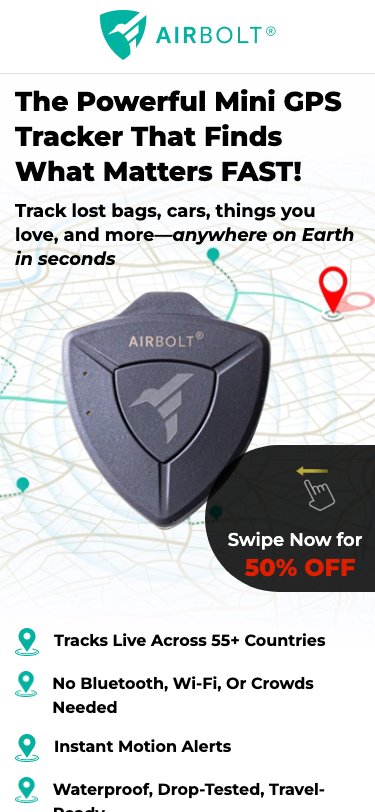 AIRBOLT®
The Powerful Mini GPS
Tracker That Finds
What Matters FAST!
Track lost bags, cars, things you
love, and more—anywhere on Earth
in seconds
AIRBOLT®
Swipe Now for
50% OFF
Tracks Live Across 55+ Countries
No Bluetooth, Wi-Fi, Or Crowds
Needed
Instant Motion Alerts
Waterproof, Drop-Tested, Travel-
Ready